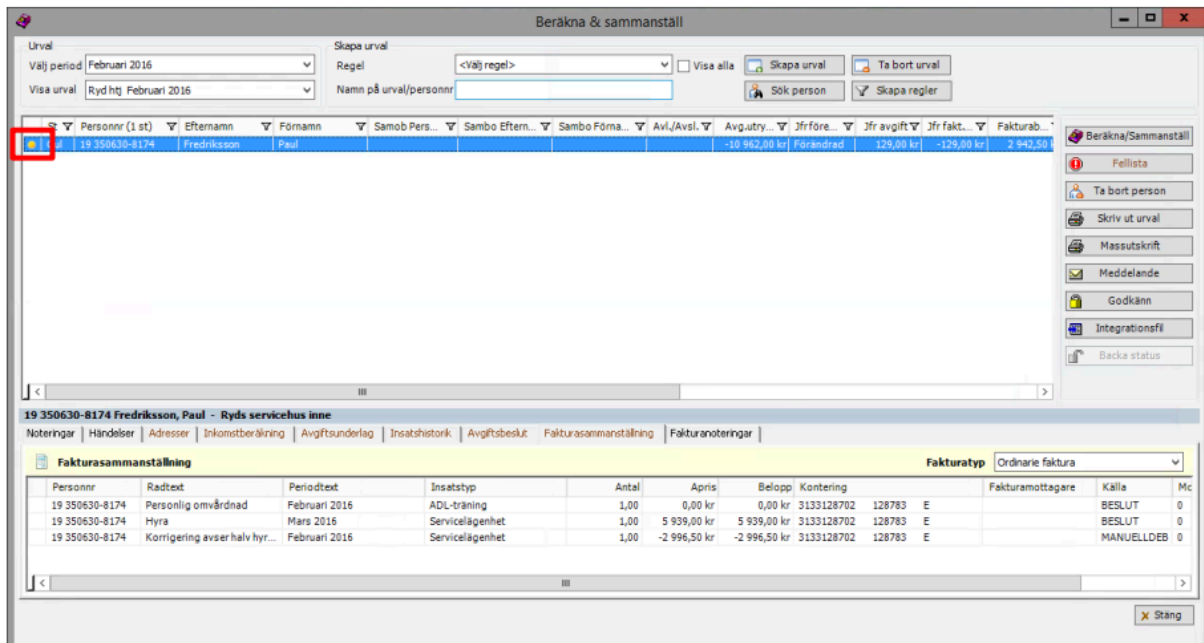 Beräkna & sammanställ
Urval
Skapa urval
Välj period Februari 2016
Regel <Välj regel> Visa alla Skapa urval Ta bort urval
Visa urval Ryd htj Februari 2016
Namn på urval/personnr Sök person Skapa regler
St Personnr (1 st) Efternamn Förnamn Samob Pers... Sambo Eftern... Sambo Förna... Avl./Avsl. Avg.utry... Jfr före... Jfr avgift Jfr fakt.... Fakturab...
Gul 19 350630-8174 Fredriksson Paul -10 962,00 kr Förändrad 129,00 kr -129,00 kr 2 942,50 k
Beräkna/Sammanställ
Fellista
Ta bort person
Skriv ut urval
Massutskrift
Meddelande
Godkänn
Integrationsfil
Backa status
19 350630-8174 Fredriksson, Paul - Ryds servicehus inne
Noteringar Händelser Adresser Inkomstberäkning Avgiftsunderlag Insatshistorik Avgiftsbeslut Fakturasammanställning Fakturanoteringar
Fakturasammanställning Fakturatyp Ordinarie faktura
Personnr Radtext Periodtext Insatstyp Antal Apris Belopp Kontering Fakturamottagare Källa Mo
19 350630-8174 Personlig omvårdnad Februari 2016 ADL-träning 1,00 0,00 kr 0,00 kr 3133128702 128783 E BESLUT 0
19 350630-8174 Hyra Mars 2016 Servicelägenhet 1,00 5 939,00 kr 5 939,00 kr 3133128702 128783 E BESLUT 0
19 350630-8174 Korrigering avser halv hyr... Februari 2016 Servicelägenhet 1,00 -2 996,50 kr -2 996,50 kr 3133128702 128783 E MANUELLDEB 0
Stäng